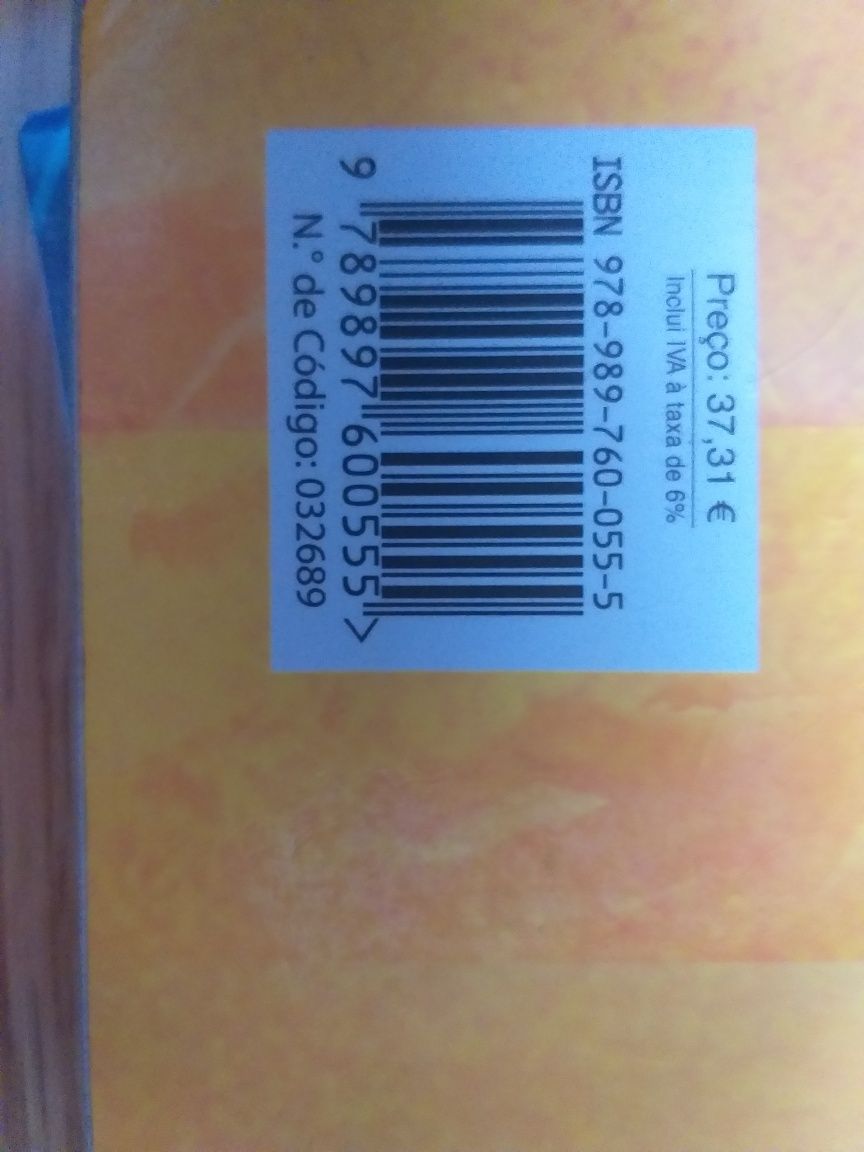 Preço: 37,31 €
Inclui IVA à taxa de 6%
ISBN 978-989-760-055-5
9 789897 600555 >
N.º de Código: 032689